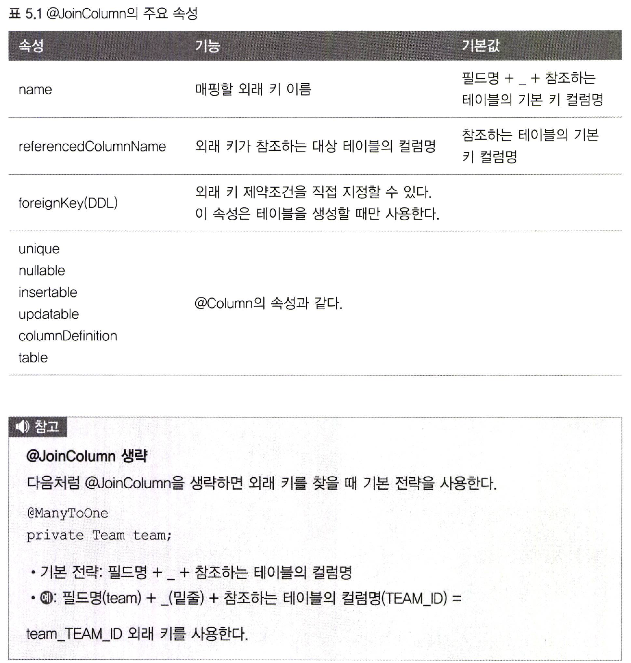 표 5.1 @JoinColumn의 주요 속성
속성 기능 기본값
name 매핑할 외래 키 이름 필드명 + _ + 참조하는
테이블의 기본 키 컬럼명
referencedColumnName 외래 키가 참조하는 대상 테이블의 컬럼명 참조하는 테이블의 기본
키 컬럼명
foreignKey(DDL) 외래 키 제약조건을 직접 지정할 수 있다.
이 속성은 테이블을 생성할 때만 사용한다.
unique
nullable
insertable
updatable
columnDefinition
table
@Column의 속성과 같다.
참고
@JoinColumn 생략
다음처럼 @JoinColumn을 생략하면 외래 키를 찾을 때 기본 전략을 사용한다.
@ManyToOne
private Team team;
• 기본 전략: 필드명 + _ + 참조하는 테이블의 컬럼명
• 예: 필드명(team) + _(밑줄) + 참조하는 테이블의 컬럼명(TEAM_ID) =
team_TEAM_ID 외래 키를 사용한다.